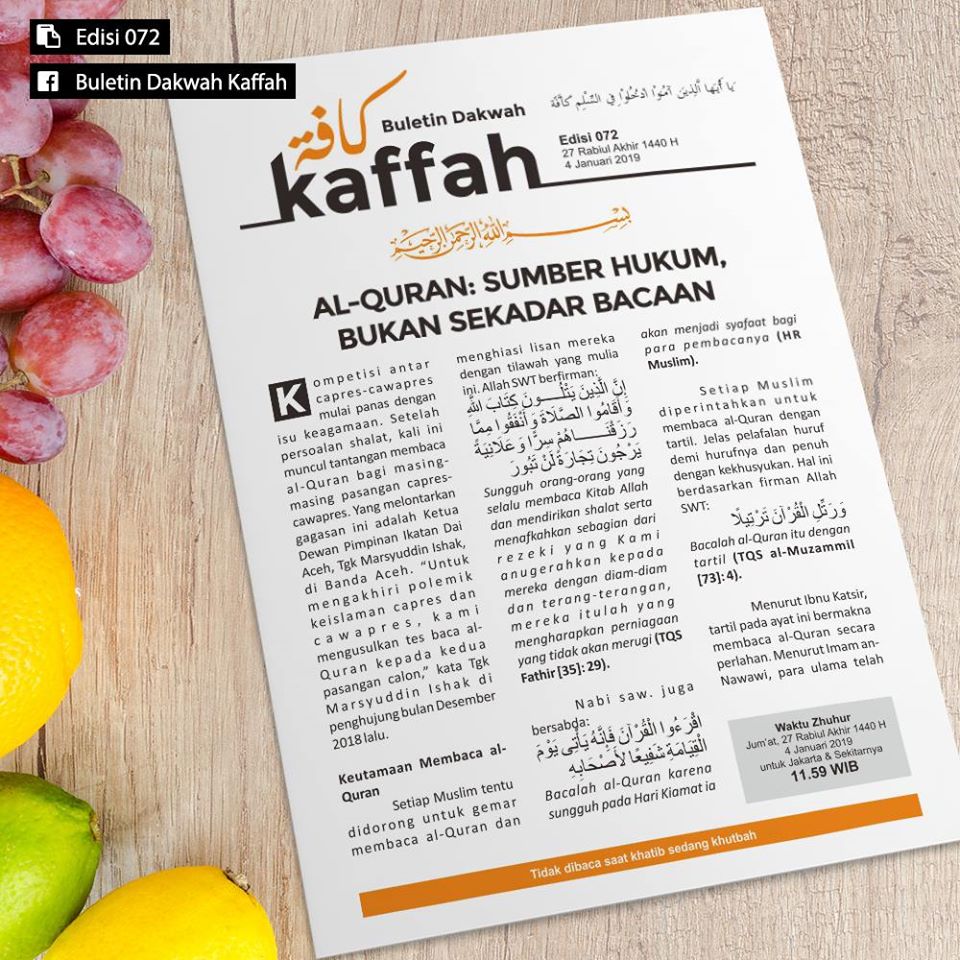 Edisi 072
Buletin Dakwah Kaffah
كافة
Buletin Dakwah
kaffah
يَا أَيُّهَا الَّذِينَ آمَنُوا ادْخُلُوا فِي السِّلْمِ كَافَّةً
Edisi 072
27 Rabiul Akhir 1440 H
4 Januari 2019
بِسْمِ اللهِ الرَّحْمنِ الرَّحِيْمِ
AL-QURAN: SUMBER HUKUM,
BUKAN SEKADAR BACAAN
Kompetisi antar
capres-cawapres
mulai panas dengan
isu keagamaan. Setelah
persoalan shalat, kali ini
muncul tantangan membaca
al-Quran bagi masing-
masing pasangan capres-
cawapres. Yang melontarkan
gagasan ini adalah Ketua
Dewan Pimpinan Ikatan Dai
Aceh, Tgk Marsyuddin Ishak,
di Banda Aceh. “Untuk
mengakhiri polemik
keislaman capres dan
cawapres, kami
mengusulkan tes baca al-
Quran kepada kedua
pasangan calon,” kata Tgk
Marsyuddin Ishak di
penghujung bulan Desember
2018 lalu.
Keutamaan Membaca al-
Quran
Setiap Muslim tentu
didorong untuk gemar
membaca al-Quran dan
menghiasi lisan mereka
dengan tilawah yang mulia
ini. Allah SWT berfirman:
إِنَّ الَّذِينَ يَتْلُونَ كِتَابَ اللَّهِ
وَأَقَامُوا الصَّلَاةَ وَأَنْفَقُوا مِمَّا
رَزَقْنَاهُمْ سِرًّا وَعَلَانِيَةً
يَرْجُونَ تِجَارَةً لَنْ تَبُورَ
Sungguh orang-orang yang
selalu membaca Kitab Allah
dan mendirikan shalat serta
menafkahkan sebagian dari
rezeki yang Kami
anugerahkan kepada
mereka dengan diam-diam
dan terang-terangan,
mereka itulah yang
mengharapkan perniagaan
yang tidak akan merugi (TQS
Fathir [35]: 29).
Nabi saw. juga
bersabda:
اقْرَءُوا الْقُرْآنَ فَإِنَّهُ يَأْتِى يَوْمَ
الْقِيَامَةِ شَفِيعًا لأَصْحَابِهِ
Bacalah al-Quran karena
sungguh pada Hari Kiamat ia
akan menjadi syafaat bagi
para pembacanya (HR
Muslim).
Setiap Muslim
diperintahkan untuk
membaca al-Quran dengan
tartil. Jelas pelafalan huruf
demi hurufnya dan penuh
dengan kekhusyukan. Hal ini
berdasarkan firman Allah
SWT:
وَرَتِّلِ الْقُرْآنَ تَرْتِيلًا
Bacalah al-Quran itu dengan
tartil (TQS al-Muzammil
[73]: 4).
Menurut Ibnu Katsir,
tartil pada ayat ini bermakna
membaca al-Quran secara
perlahan. Menurut Imam an-
Nawawi, para ulama telah
Waktu Zhuhur
Jum'at, 27 Rabiul Akhir 1440 H
4 Januari 2019
untuk Jakarta & Sekitarnya
11.59 WIB
Tidak dibaca saat khatib sedang khutbah